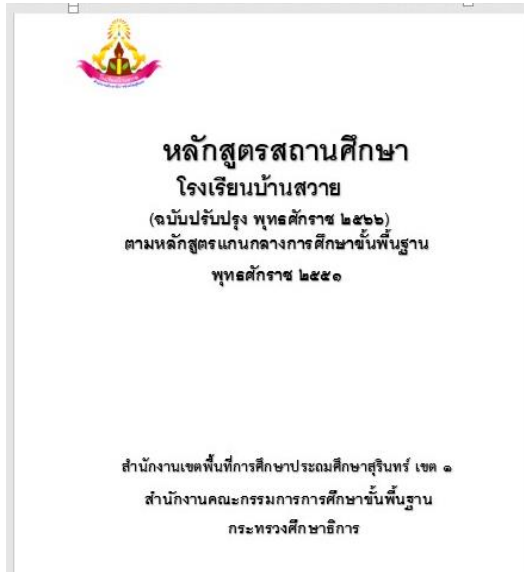 หลักสูตรสถานศึกษา
โรงเรียนบ้านสวาย
(ฉบับปรับปรุง พุทธศักราช ๒๕๖๖)
ตามหลักสูตรแกนกลางการศึกษาขั้นพื้นฐาน
พุทธศักราช ๒๕๕๑
สำนักงานเขตพื้นที่การศึกษาประถมศึกษาสุรินทร์ เขต ๑
สำนักงานคณะกรรมการการศึกษาขั้นพื้นฐาน
กระทรวงศึกษาธิการ